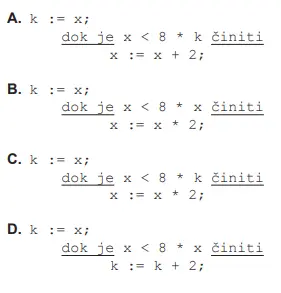 A. k := x;
dok je x < 8 * k činiti
x := x + 2;
B. k := x;
dok je x < 8 * x činiti
x := x * 2;
C. k := x;
dok je x < 8 * k činiti
x := x * 2;
D. k := x;
dok je x < 8 * x činiti
k := k + 2;